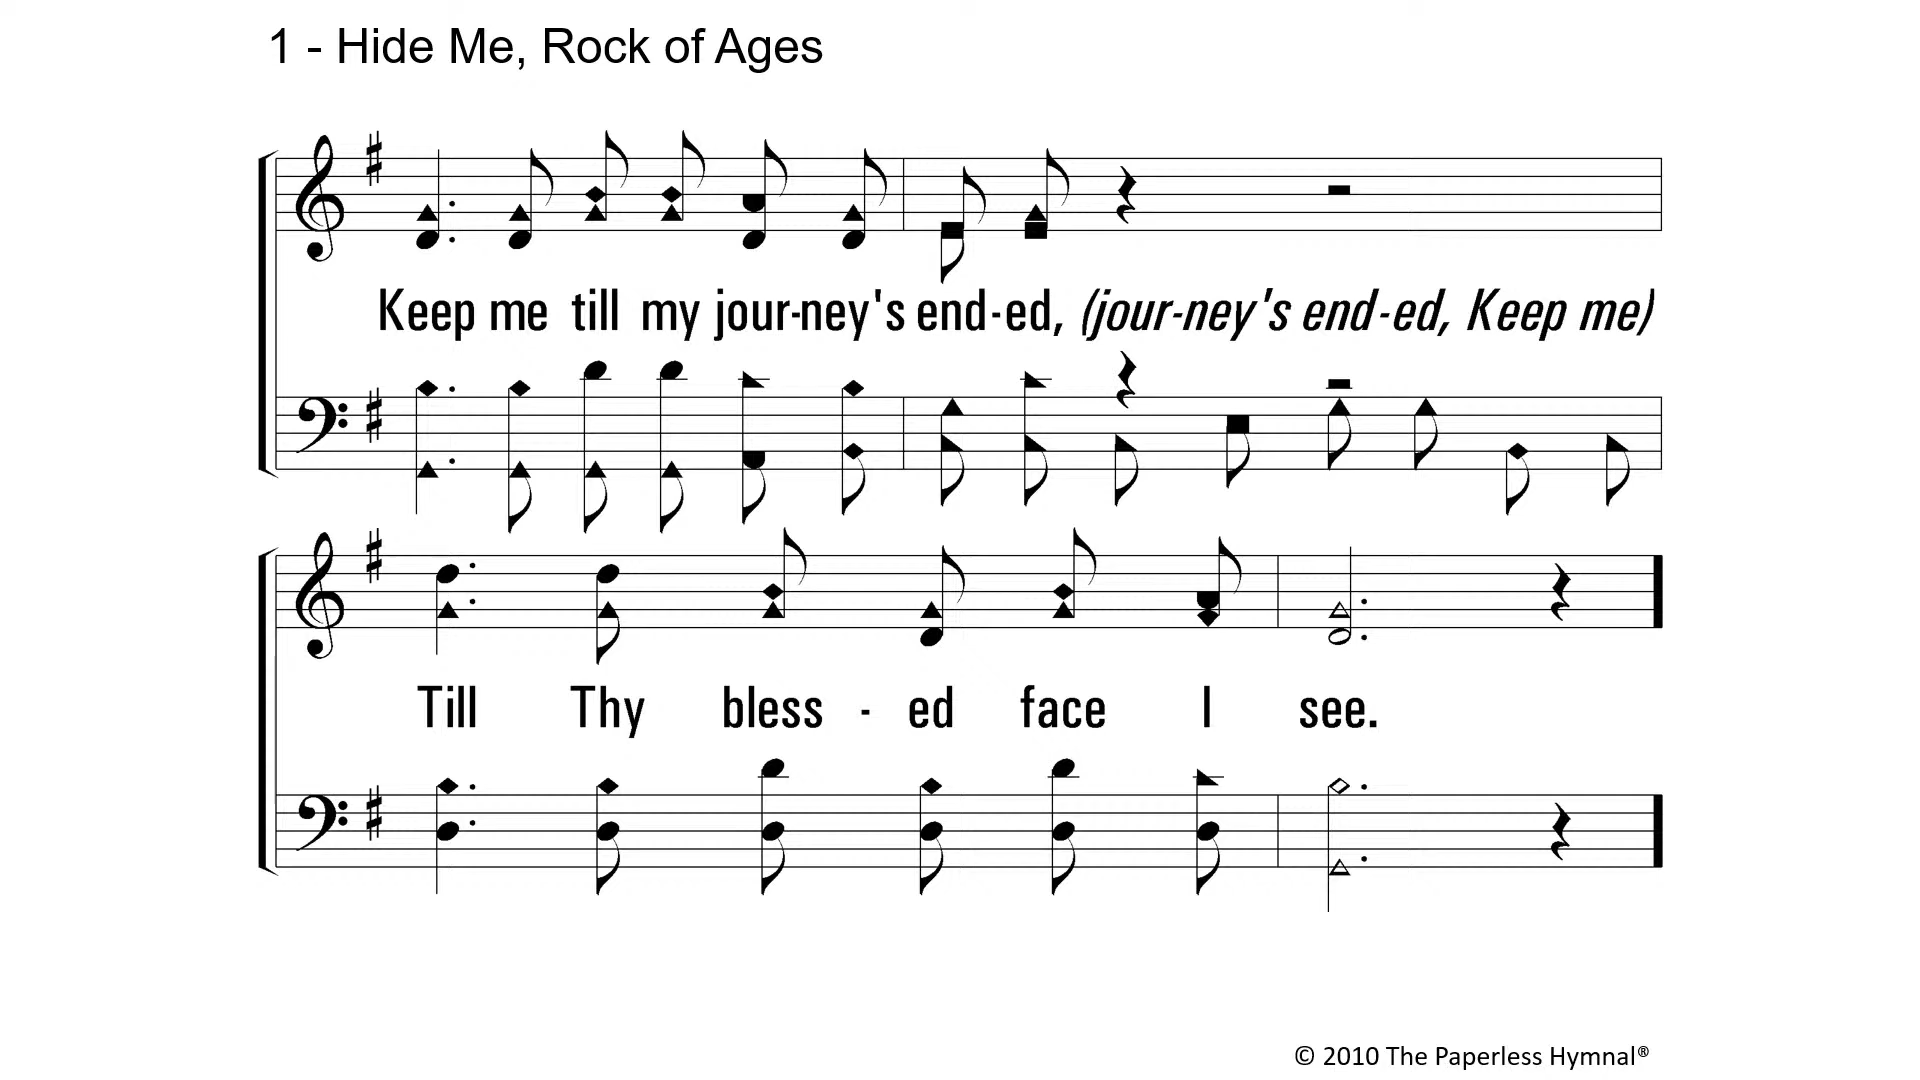 1 - Hide Me, Rock of Ages
Keep me till my jour-ney's end-ed, (jour-ney's end-ed, Keep me)
Till Thy bless - ed face I see.
© 2010 The Paperless Hymnal®